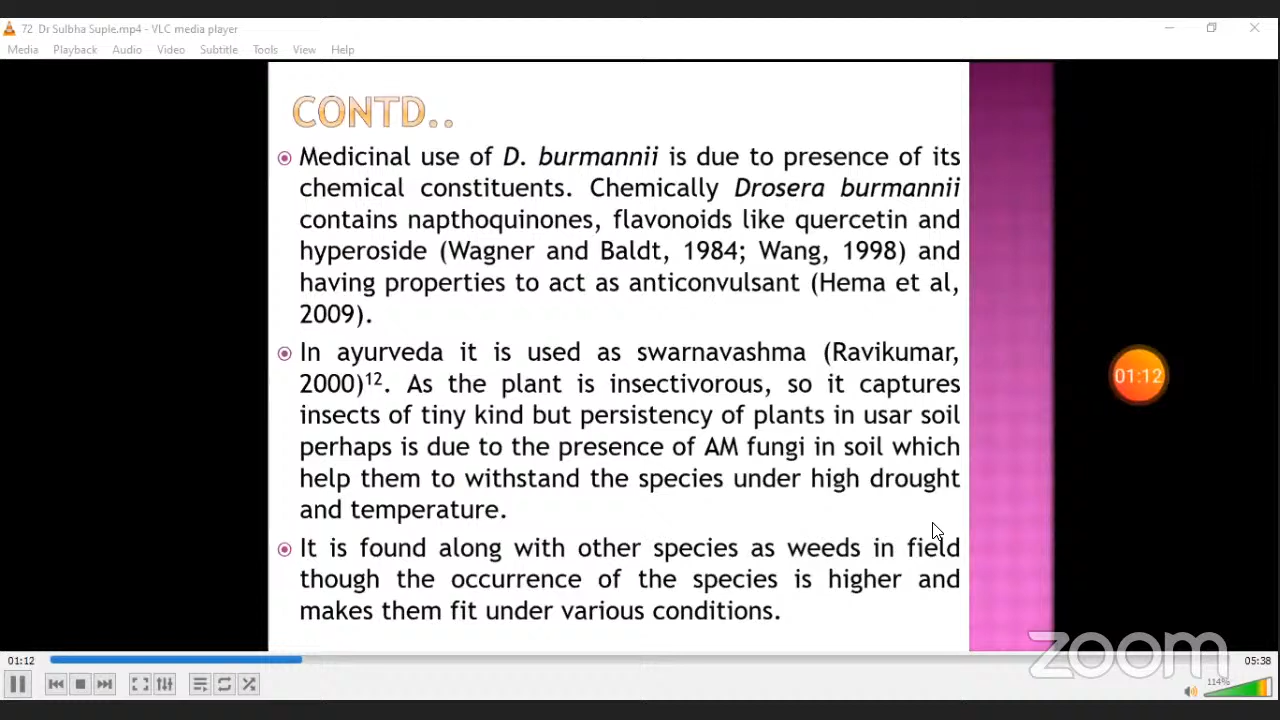 72 Dr Sulbha Suple.mp4 - VLC media player
Media Playback Audio Video Subtitle Tools View Help
CONTD..
Medicinal use of D. burmannii is due to presence of its
chemical constituents. Chemically Drosera burmannii
contains napthoquinones, flavonoids like quercetin and
hyperoside (Wagner and Baldt, 1984; Wang, 1998) and
having properties to act as anticonvulsant (Hema et al,
2009).
In ayurveda it is used as swarnavashma (Ravikumar,
2000)¹². As the plant is insectivorous, so it captures
insects of tiny kind but persistency of plants in usar soil
perhaps is due to the presence of AM fungi in soil which
help them to withstand the species under high drought
and temperature.
It is found along with other species as weeds in field
though the occurrence of the species is higher and
makes them fit under various conditions.
01:12
zoom
01:12
05:38
114%